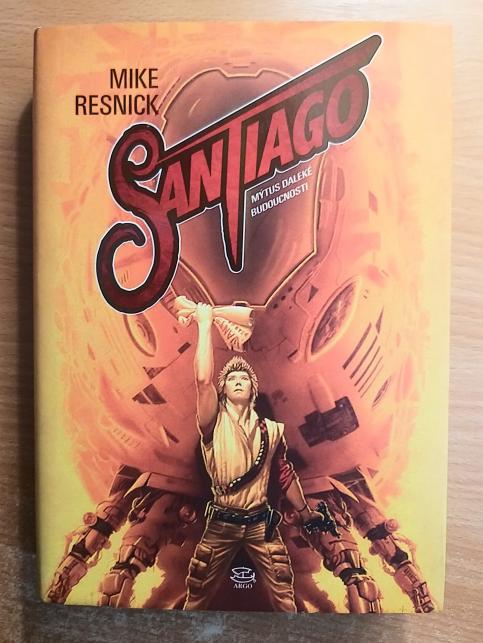 MIKE
RESNICK
SANTIAGO
MÝTUS DALEKÉ
BUDOUCNOSTI
ARGO